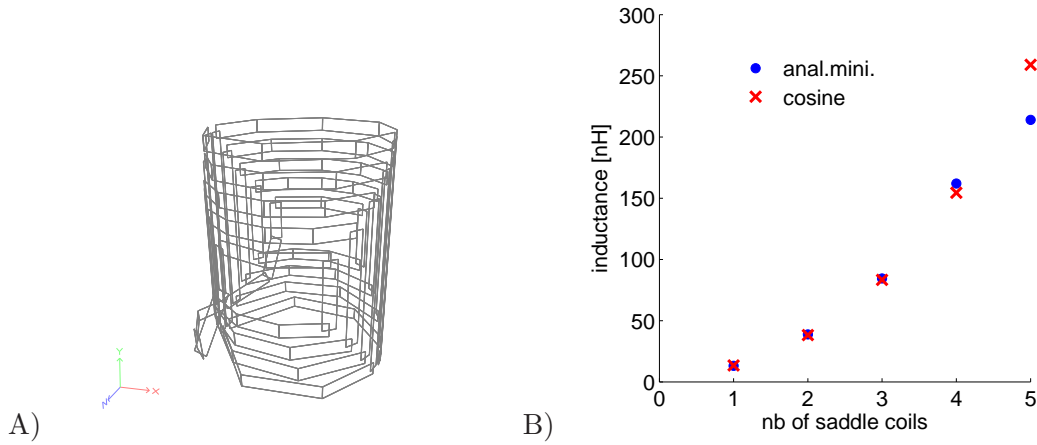 A)
Y
X
Z
B)
300
250
200
150
100
50
0
inductance [nH]
anal.mini.
cosine
0 1 2 3 4 5
nb of saddle coils